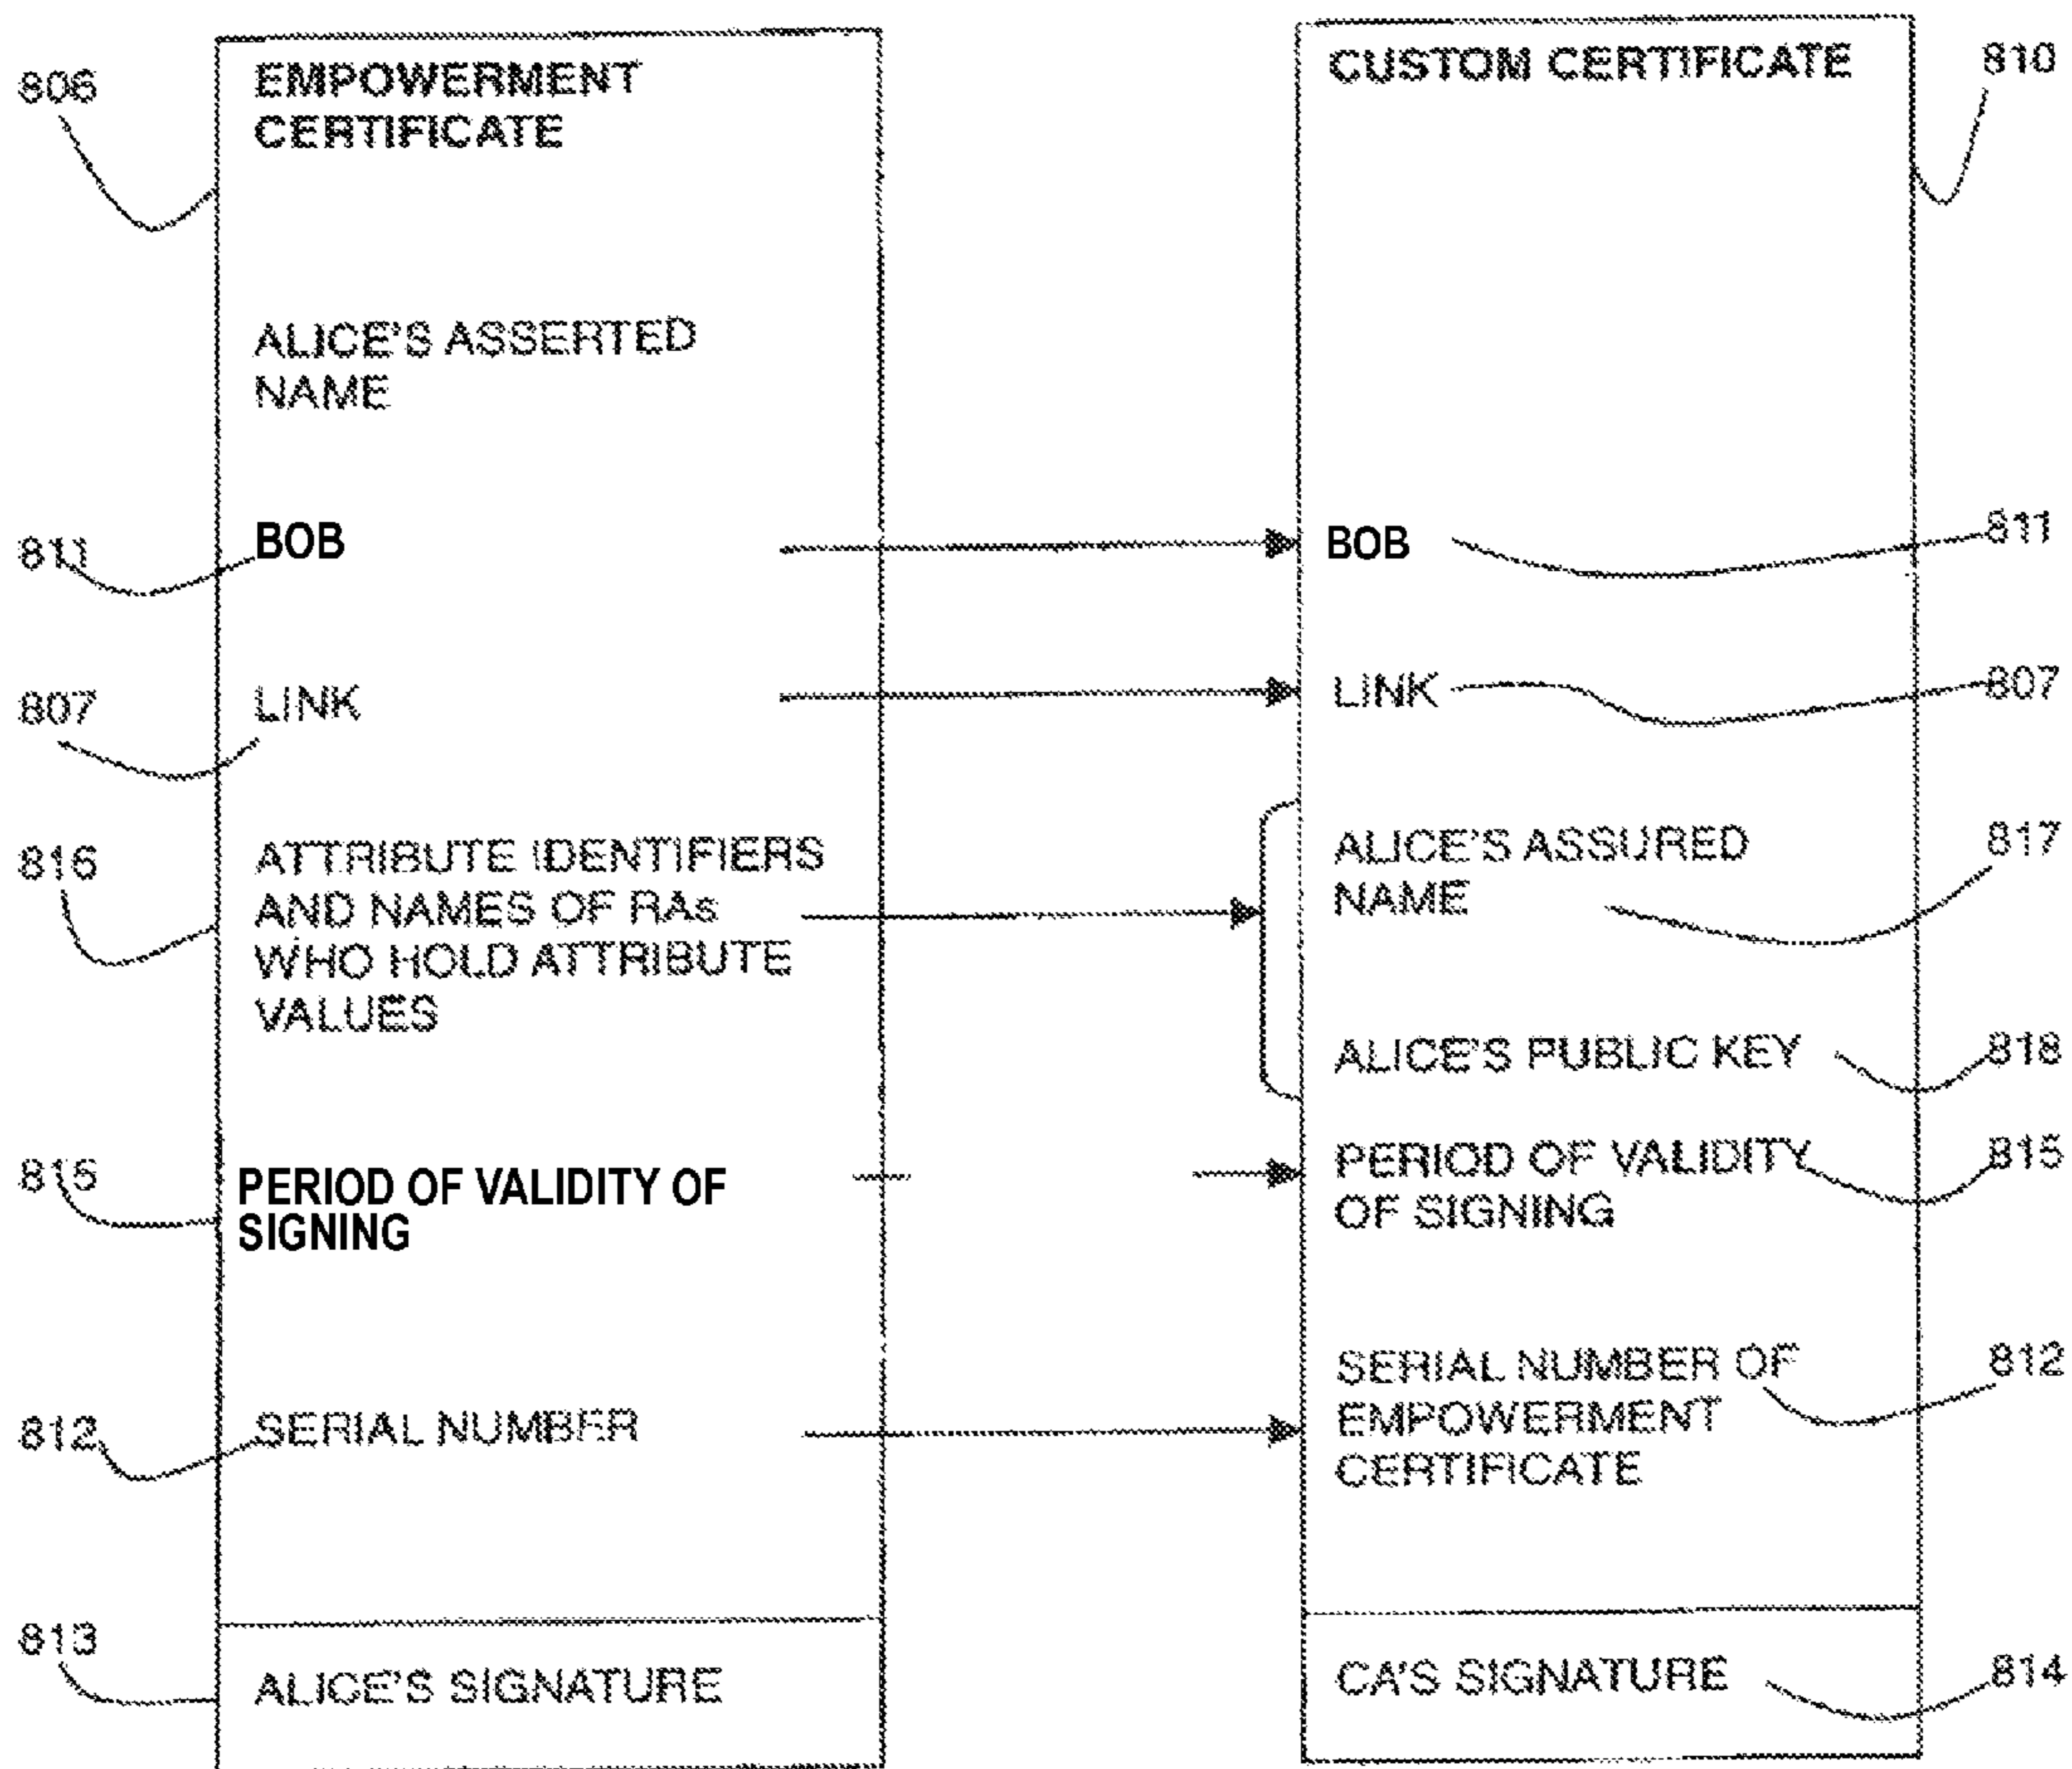 806
EMPOWERMENT
CERTIFICATE
ALICE'S ASSERTED
NAME
811
BOB
807
LINK
816
ATTRIBUTE IDENTIFIERS
AND NAMES OF RAs
WHO HOLD ATTRIBUTE
VALUES
815
PERIOD OF VALIDITY OF
SIGNING
812
SERIAL NUMBER
813
ALICE'S SIGNATURE
CUSTOM CERTIFICATE
810
BOB
811
LINK
807
ALICE'S ASSURED
NAME
817
ALICE'S PUBLIC KEY
818
PERIOD OF VALIDITY
OF SIGNING
815
SERIAL NUMBER OF
EMPOWERMENT
CERTIFICATE
812
CA'S SIGNATURE
814